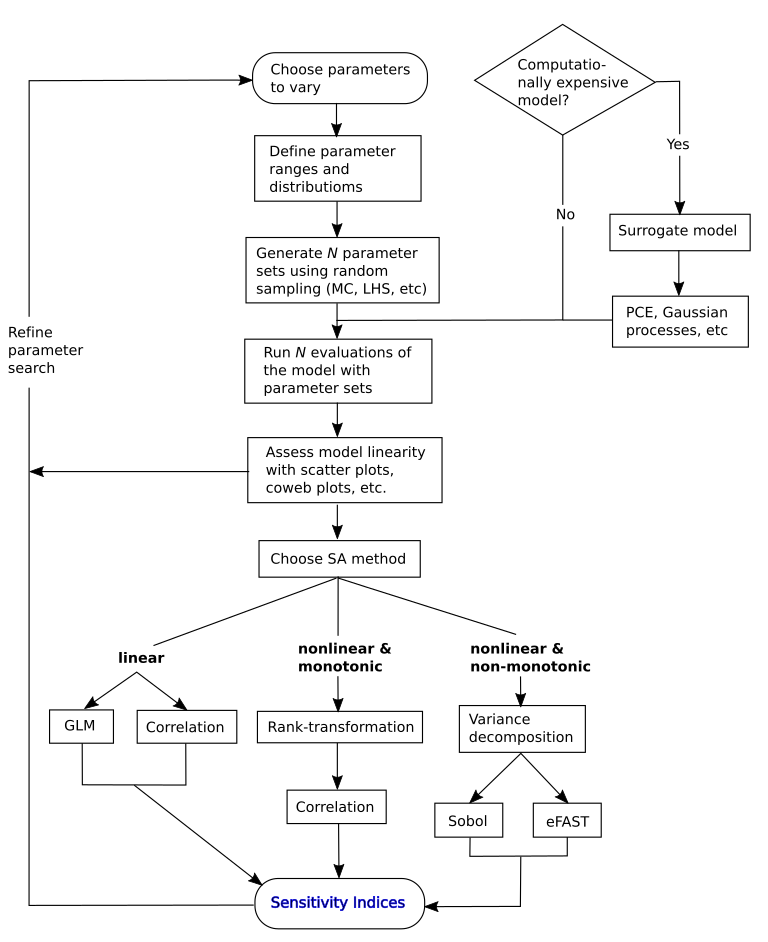 Choose parameters
to vary
Computatio-
nally expensive
model?
Define parameter
ranges and
distributioms
Yes
No
Surrogate model
Generate N parameter
sets using random
sampling (MC, LHS, etc)
PCE, Gaussian
processes, etc
Refine
parameter
search
Run N evaluations of
the model with
parameter sets
Assess model linearity
with scatter plots,
coweb plots, etc.
Choose SA method
linear
nonlinear &
monotonic
nonlinear &
non-monotonic
GLM
Correlation
Rank-transformation
Variance
decomposition
Correlation
Sobol
eFAST
Sensitivity Indices